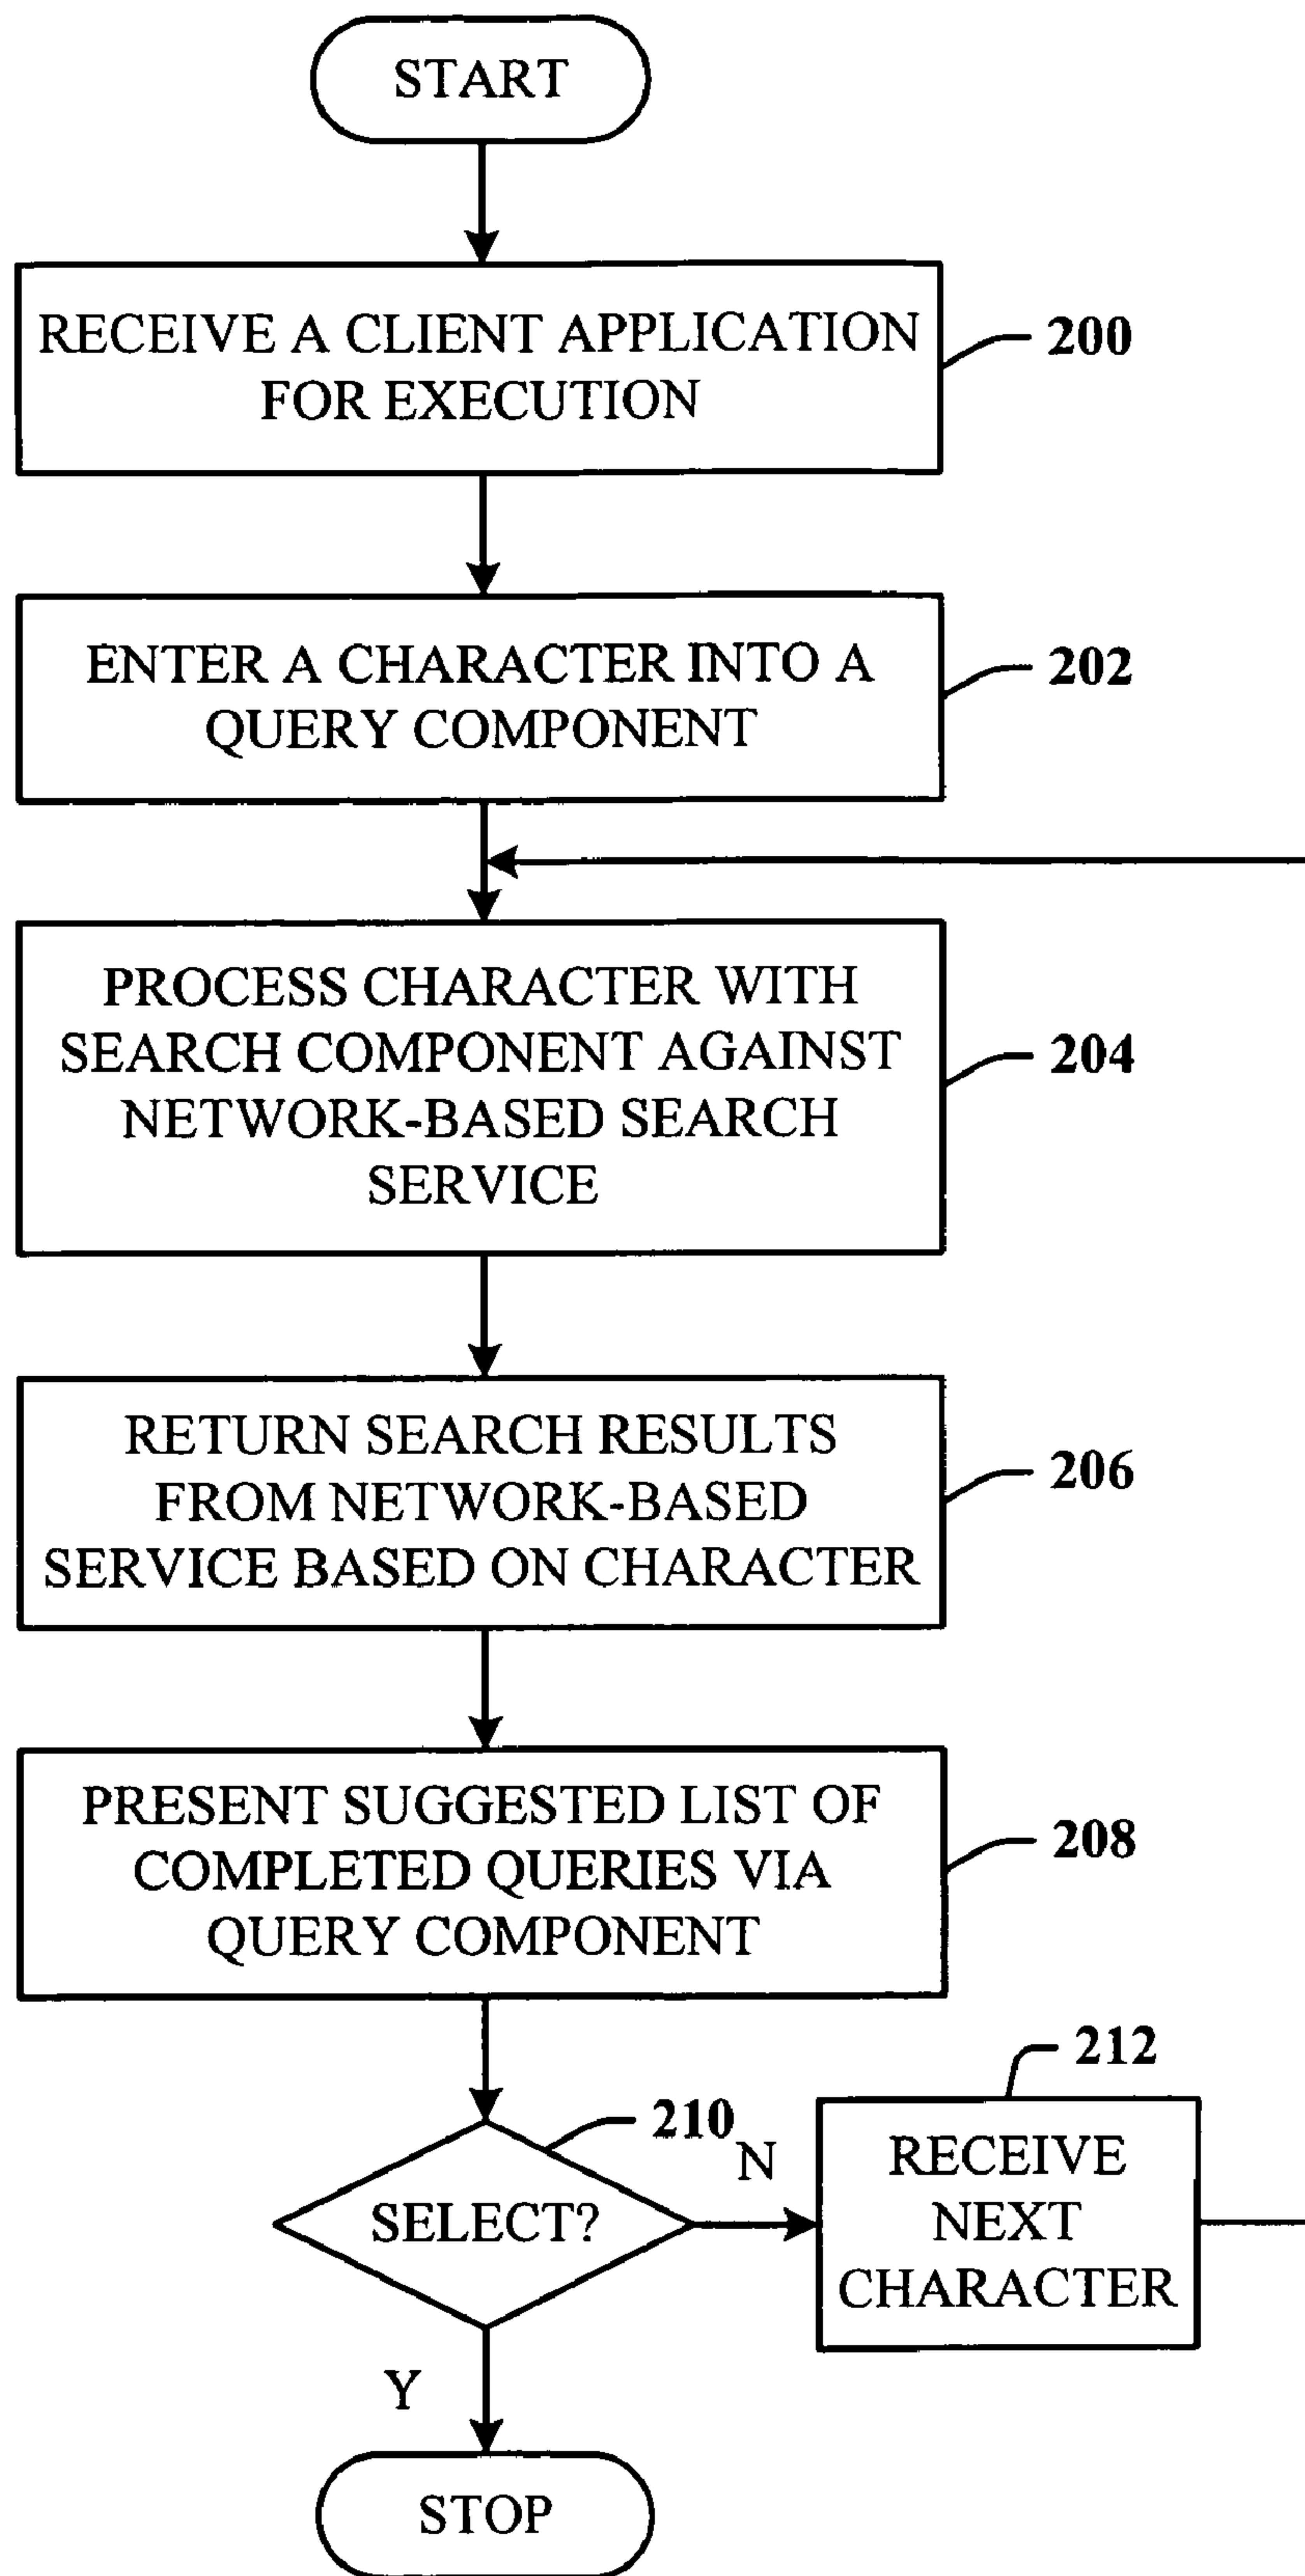 START
RECEIVE A CLIENT APPLICATION
FOR EXECUTION
200
ENTER A CHARACTER INTO A
QUERY COMPONENT
202
PROCESS CHARACTER WITH
SEARCH COMPONENT AGAINST
NETWORK-BASED SEARCH
SERVICE
204
RETURN SEARCH RESULTS
FROM NETWORK-BASED
SERVICE BASED ON CHARACTER
206
PRESENT SUGGESTED LIST OF
COMPLETED QUERIES VIA
QUERY COMPONENT
208
SELECT?
210
N
212
RECEIVE
NEXT
CHARACTER
Y
STOP